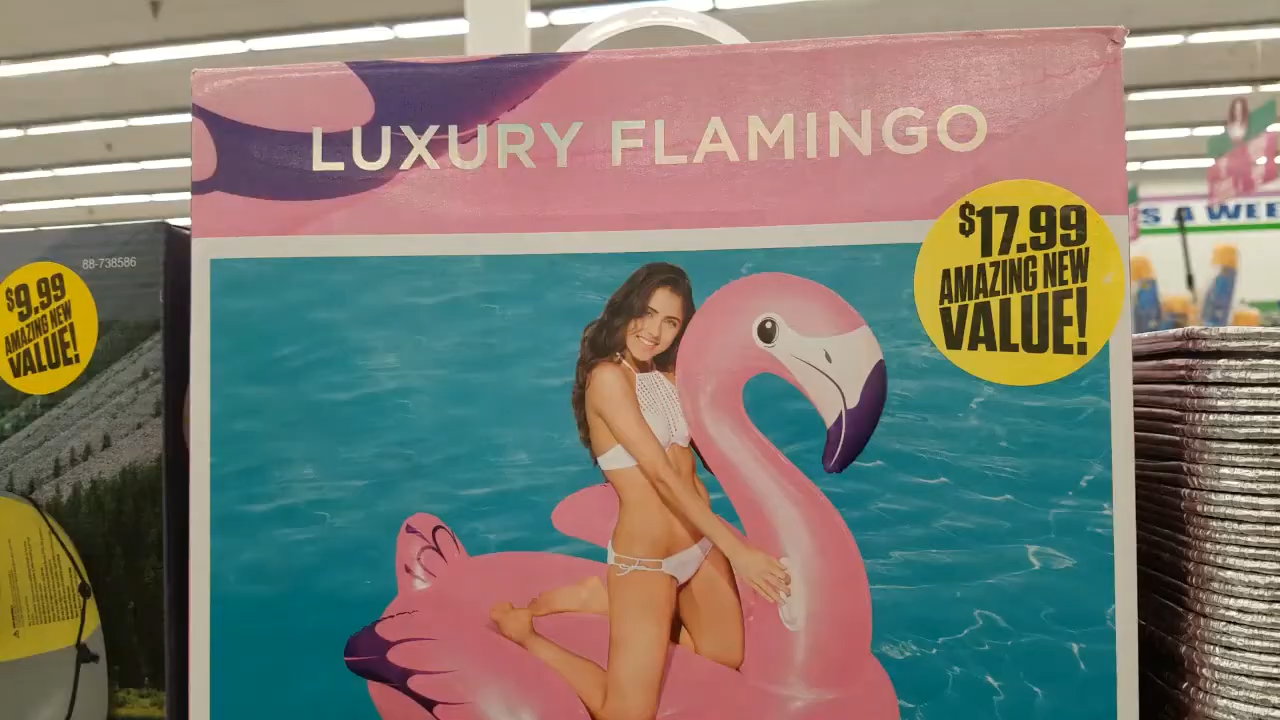 LUXURY FLAMINGO
$17.99
AMAZING NEW
VALUE!
88-738586
$9.99
AMAZING NEW
VALUE!
S A WEE